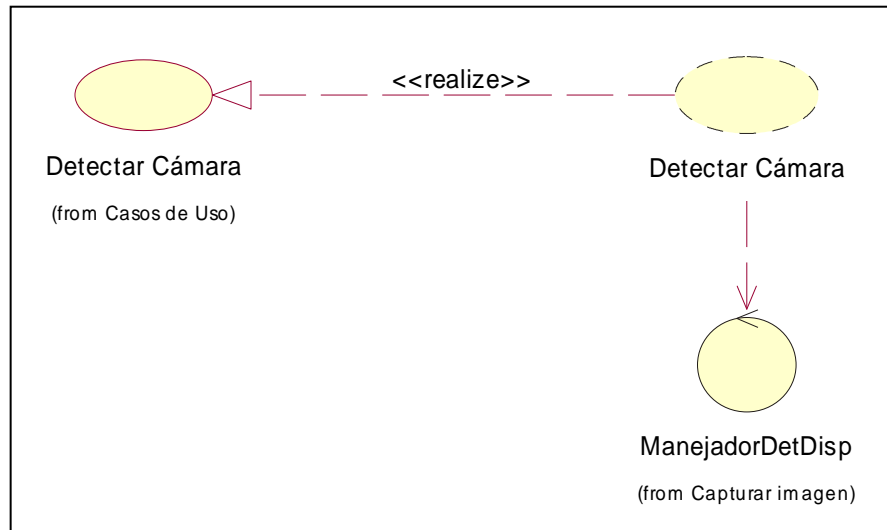 <<realize>>
Detectar Cámara
(from Casos de Uso)
Detectar Cámara
ManejadorDetDisp
(from Capturar imagen)